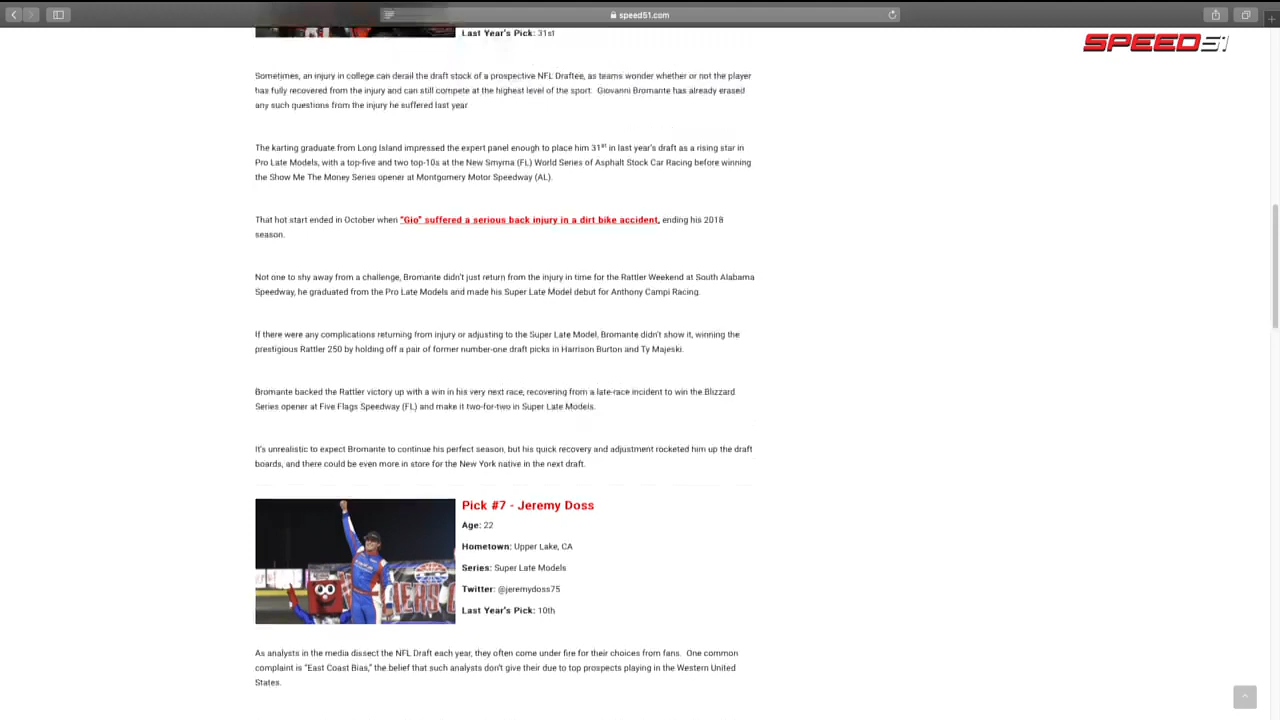 speed51.com
Last Year's Pick: 31st
SPEED51
Sometimes, an injury in college can derail the draft stock of a prospective NFL Draftee, as teams wonder whether or not the player
has fully recovered from the injury and can still compete at the highest level of the sport. Giovanni Bromante has already erased
any such questions from the injury he suffered last year
The karting graduate from Long Island impressed the expert panel enough to place him 31st in last year's draft as a rising star in
Pro Late Models, with a top-five and two top-10s at the New Smyrna (FL) World Series of Asphalt Stock Car Racing before winning
the Show Me The Money Series opener at Montgomery Motor Speedway (AL).
That hot start ended in October when "Gio" suffered a serious back injury in a dirt bike accident, ending his 2018
season.
Not one to shy away from a challenge, Bromante didn't just return from the injury in time for the Rattler Weekend at South Alabama
Speedway, he graduated from the Pro Late Models and made his Super Late Model debut for Anthony Campi Racing.
If there were any complications returning from injury or adjusting to the Super Late Model, Bromante didn't show it, winning the
prestigious Rattler 250 by holding off a pair of former number-one draft picks in Harrison Burton and Ty Majeski.
Bromante backed the Rattler victory up with a win in his very next race, recovering from a late-race incident to win the Blizzard
Series opener at Five Flags Speedway (FL) and make it two-for-two in Super Late Models.
It's unrealistic to expect Bromante to continue his perfect season, but his quick recovery and adjustment rocketed him up the draft
boards, and there could be even more in store for the New York native in the next draft.
Pick #7 - Jeremy Doss
Age: 22
Hometown: Upper Lake, CA
Series: Super Late Models
Twitter: @jeremydoss75
Last Year's Pick: 10th
As analysts in the media dissect the NFL Draft each year, they often come under fire for their choices from fans. One common
complaint is "East Coast Bias," the belief that such analysts don't give their due to top prospects playing in the Western United
States.